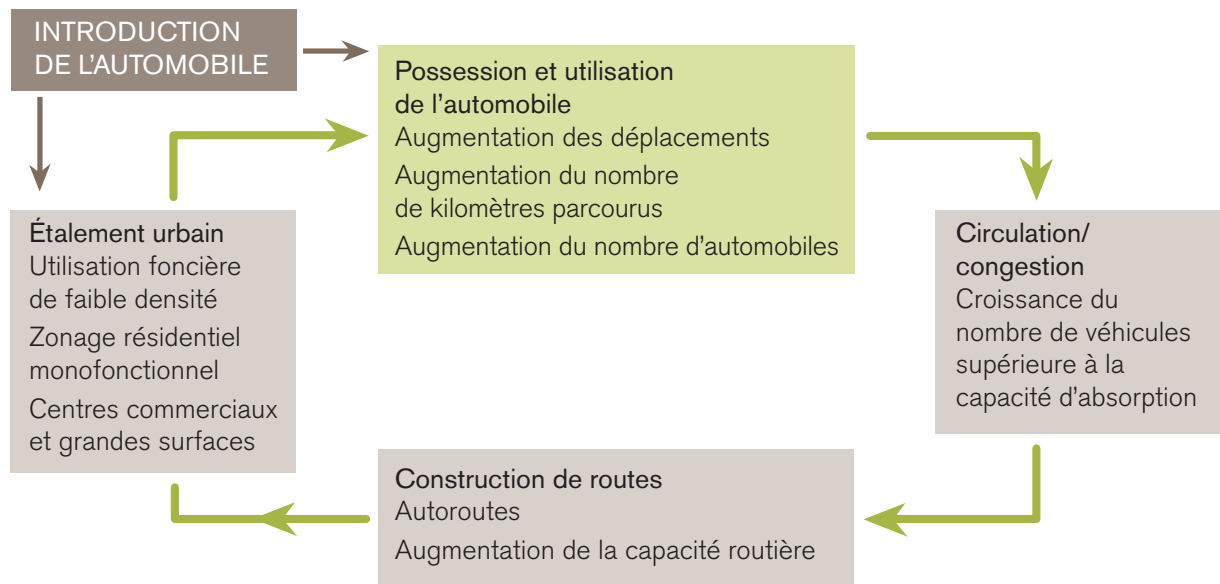 INTRODUCTION
DE L'AUTOMOBILE
Possession et utilisation
de l'automobile
Augmentation des déplacements
Augmentation du nombre
de kilomètres parcourus
Augmentation du nombre d'automobiles
Étalement urbain
Utilisation foncière
de faible densité
Zonage résidentiel
monofonctionnel
Centres commerciaux
et grandes surfaces
Circulation/
congestion
Croissance du
nombre de véhicules
supérieure à la
capacité d'absorption
Construction de routes
Autoroutes
Augmentation de la capacité routière